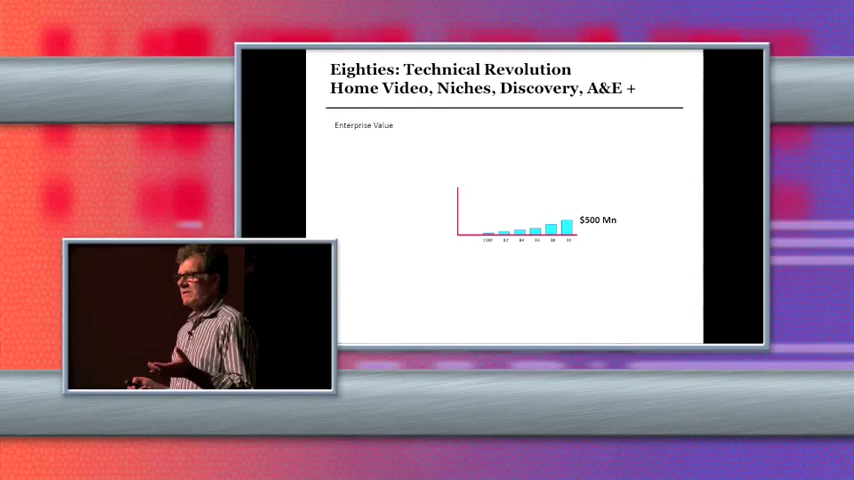 Eighties: Technical Revolution
Home Video, Niches, Discovery, A&E +
Enterprise Value
$500 Mn